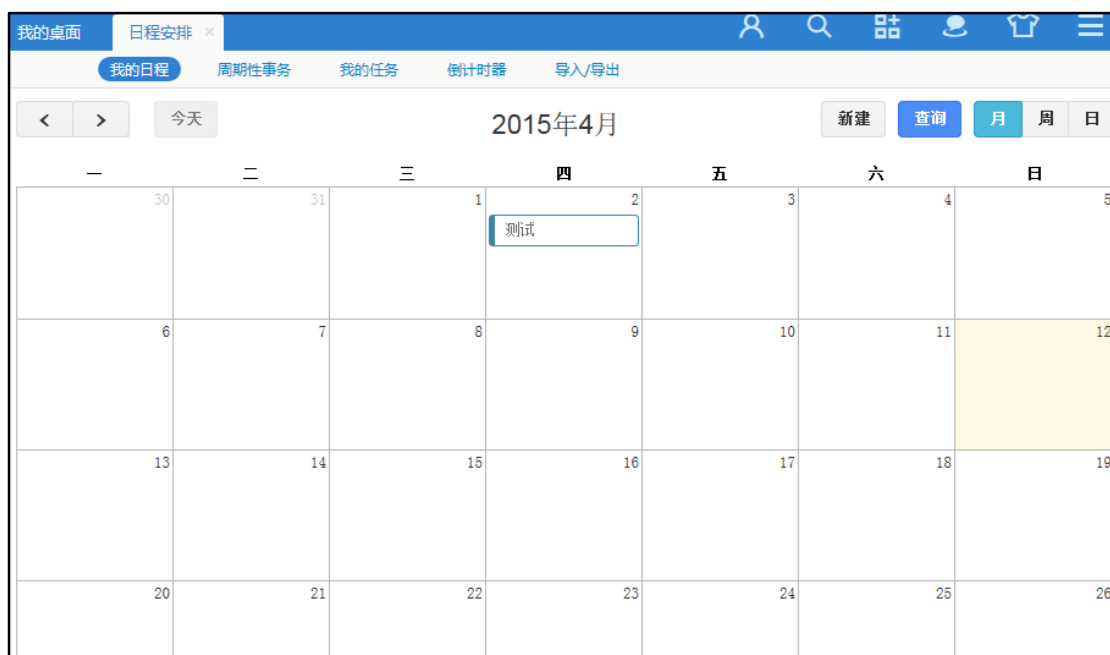 我的桌面 日程安排 ×
我的日程 周期性事务 我的任务 倒计时器 导入/导出
< > 今天 2015年4月 新建 查询 月 周 日
一 二 三 四 五 六 日
30 31 1 2 3 4 5
测试
6 7 8 9 10 11 12
13 14 15 16 17 18 19
20 21 22 23 24 25 26